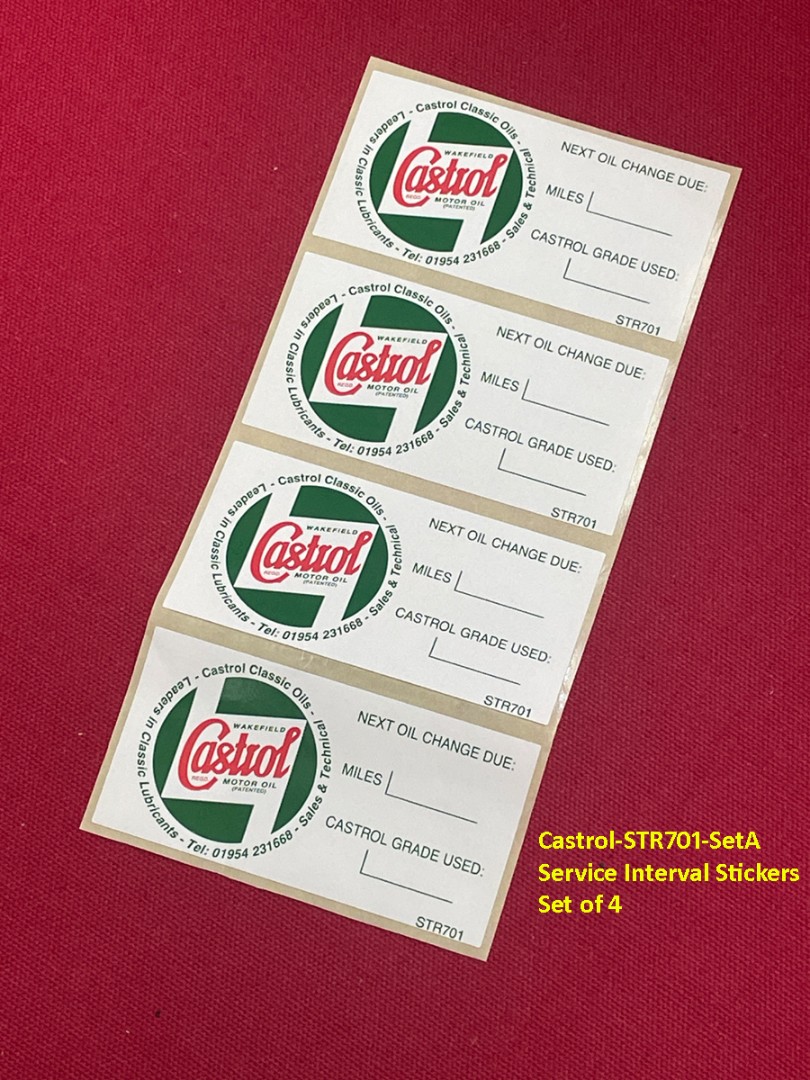 Leaders in Classic Lubricants - Tel: 01954 231668 - Sales & Technical - Castrol Classic Oils -
WAKEFIELD
Castrol
REGD.
MOTOR OIL
(PATENTED)
NEXT OIL CHANGE DUE:
MILES
CASTROL GRADE USED:
STR701
Leaders in Classic Lubricants - Tel: 01954 231668 - Sales & Technical - Castrol Classic Oils -
WAKEFIELD
Castrol
REGD.
MOTOR OIL
(PATENTED)
NEXT OIL CHANGE DUE:
MILES
CASTROL GRADE USED:
STR701
Leaders in Classic Lubricants - Tel: 01954 231668 - Sales & Technical - Castrol Classic Oils -
WAKEFIELD
Castrol
REGD.
MOTOR OIL
(PATENTED)
NEXT OIL CHANGE DUE:
MILES
CASTROL GRADE USED:
STR701
Leaders in Classic Lubricants - Tel: 01954 231668 - Sales & Technical - Castrol Classic Oils -
WAKEFIELD
Castrol
REGD.
MOTOR OIL
(PATENTED)
NEXT OIL CHANGE DUE:
MILES
CASTROL GRADE USED:
STR701
Castrol-STR701-SetA
Service Interval Stickers
Set of 4